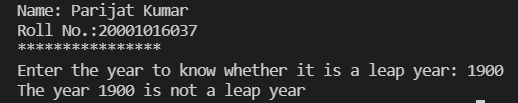 Name: Parijat Kumar
Roll No.:20001016037
****************
Enter the year to know whether it is a leap year: 1900
The year 1900 is not a leap year